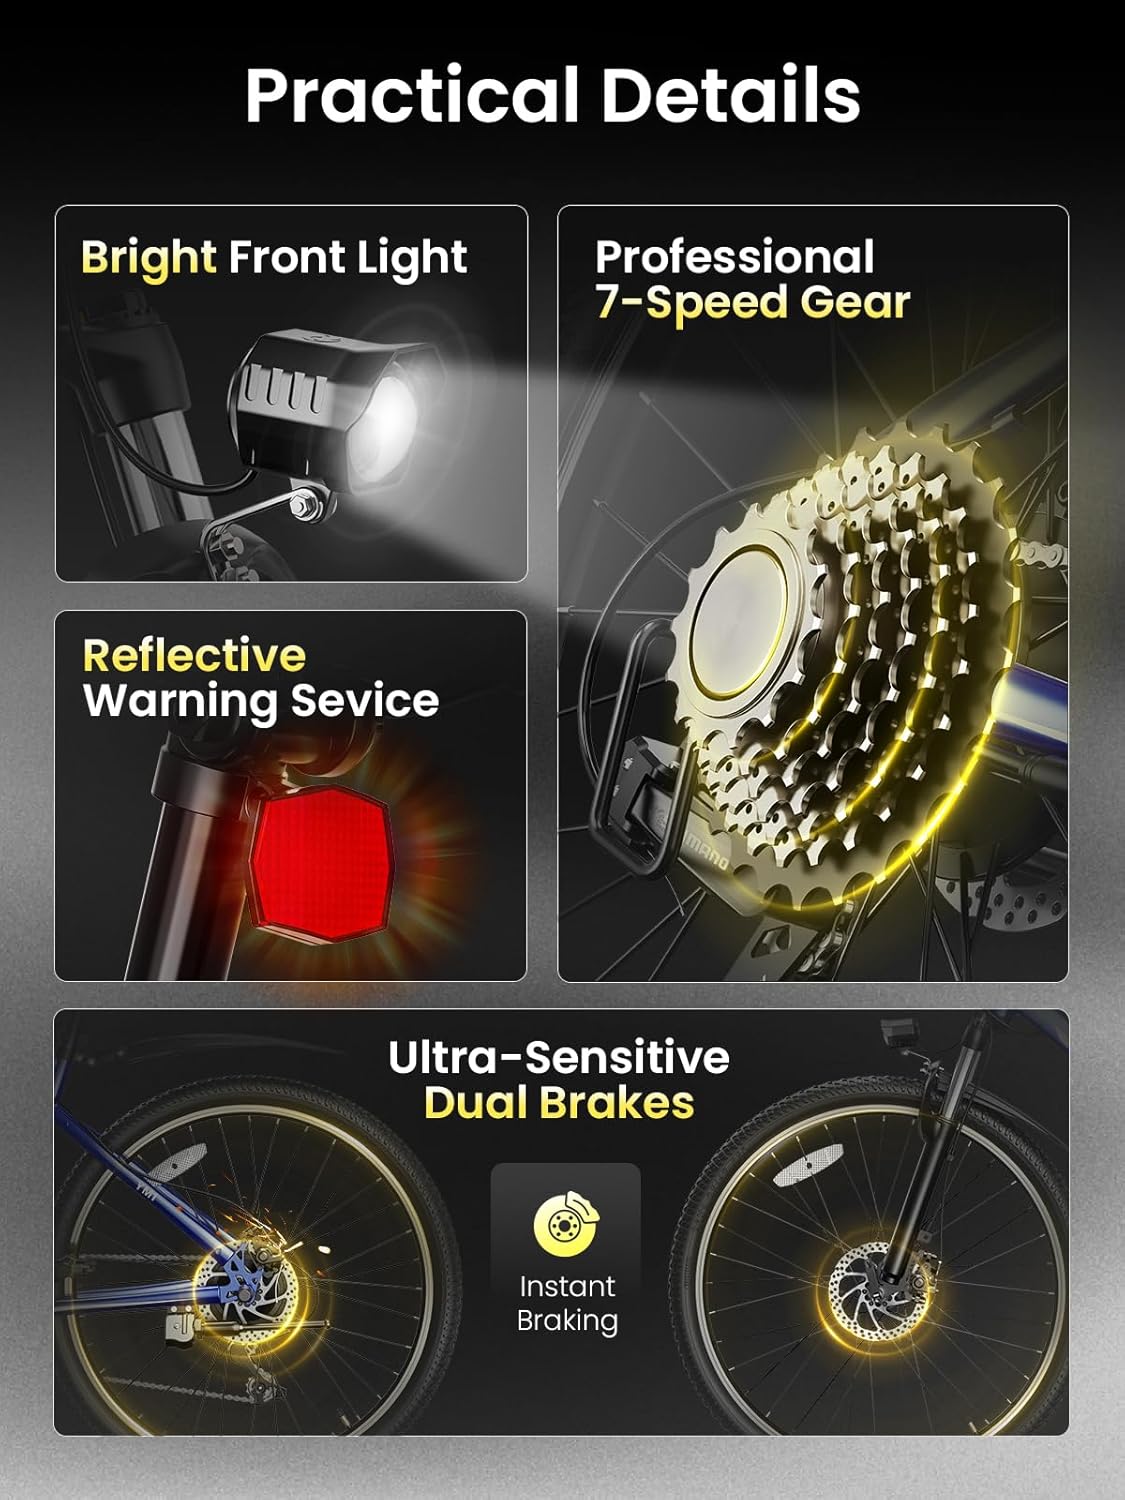 Practical Details
Bright Front Light
Professional
7-Speed Gear
Reflective
Warning Sevice
Ultra-Sensitive
Dual Brakes
Instant
Braking